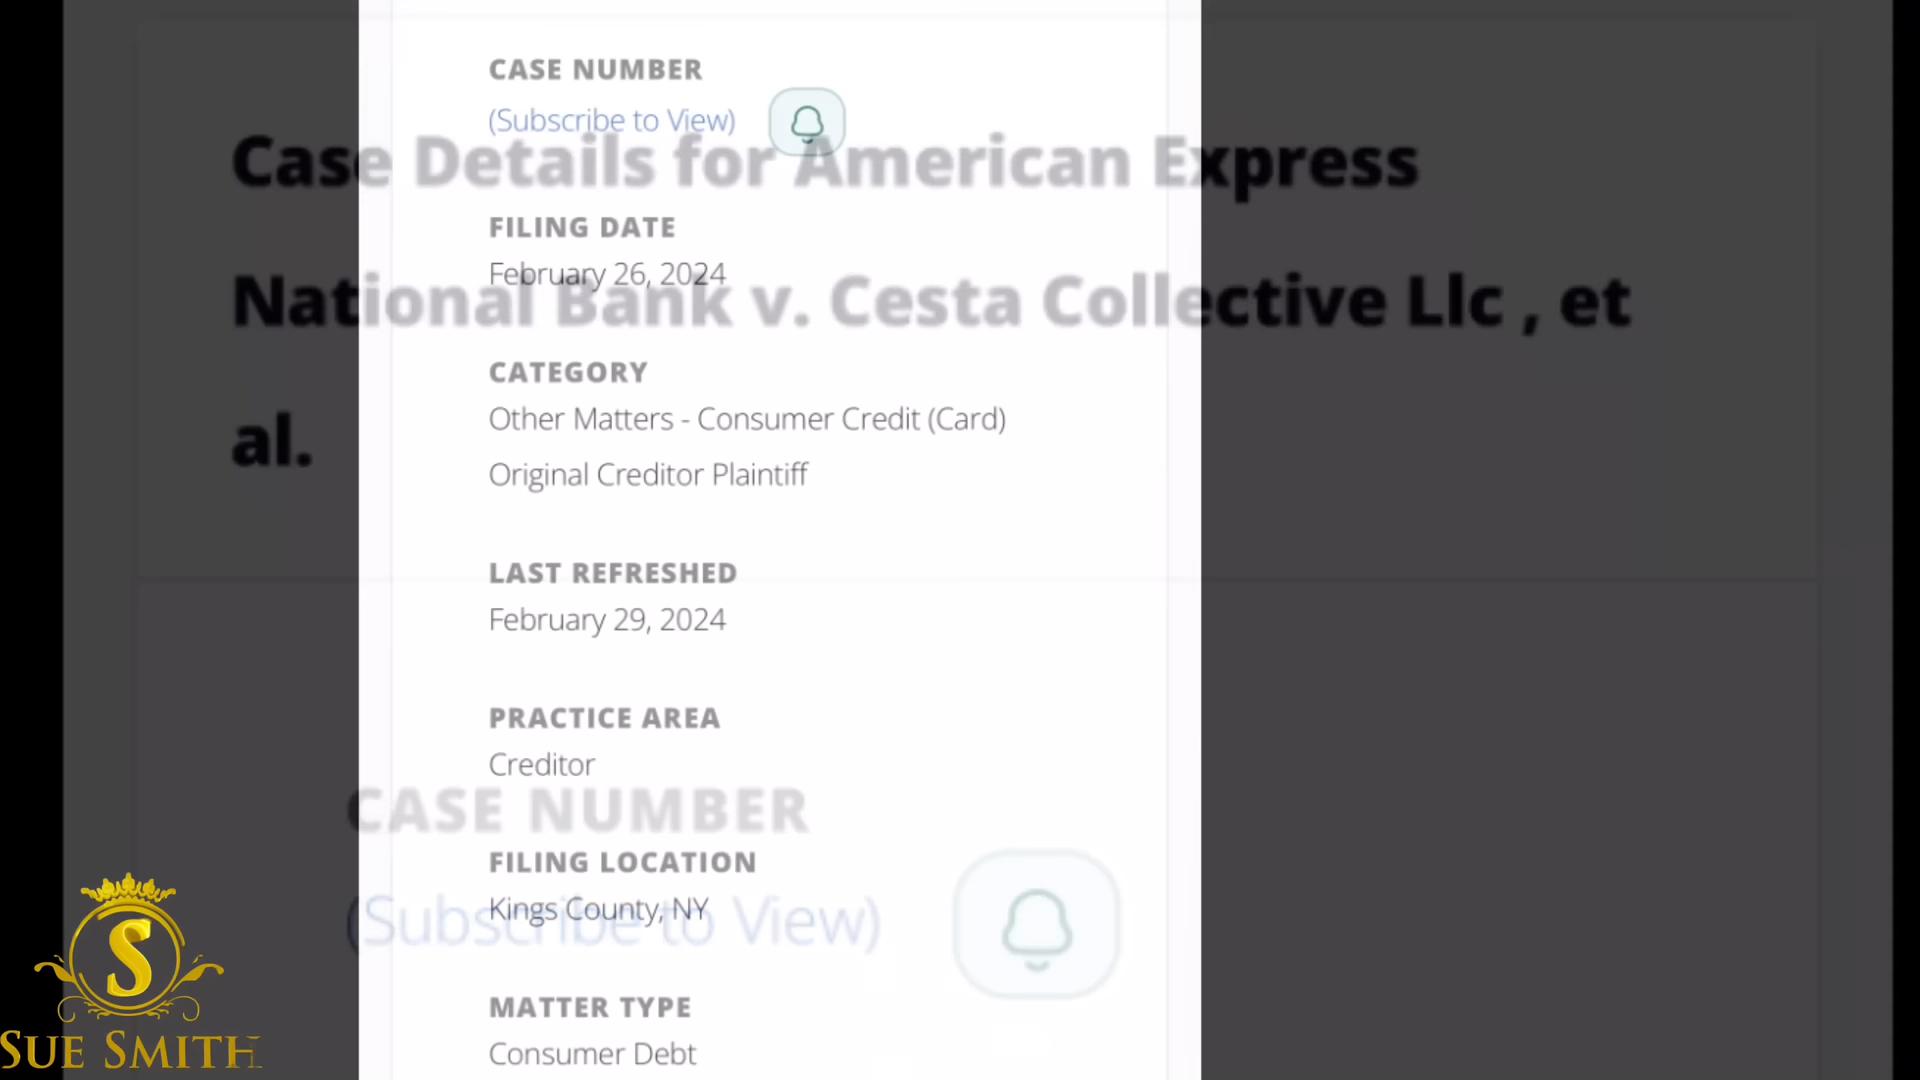 CASE NUMBER
(Subscribe to View)
Case Details for American Express
FILING DATE
February 26, 2024
National Bank v. Cesta Collective Llc , et
CATEGORY
Other Matters - Consumer Credit (Card)
al.
Original Creditor Plaintiff
LAST REFRESHED
February 29, 2024
PRACTICE AREA
Creditor
CASE NUMBER
FILING LOCATION
Kings County, NY
(Subscribe to View)
MATTER TYPE
Consumer Debt
S
SUE SMITH